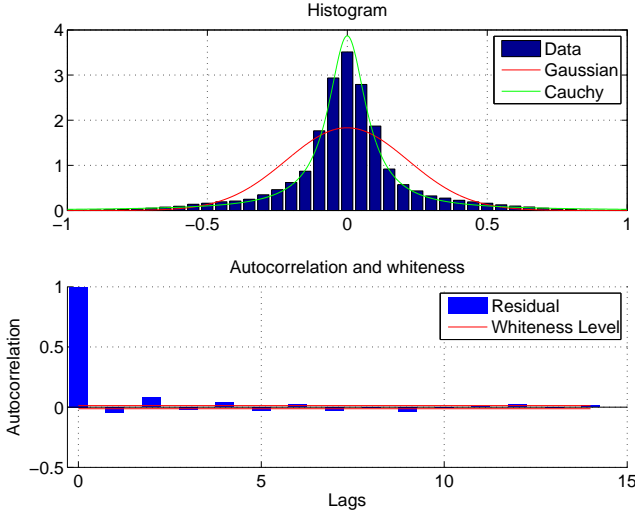 Histogram
4
3
2
1
0
−1
−0.5
0
0.5
1
Data
Gaussian
Cauchy
Autocorrelation and whiteness
1
0.5
0
−0.5
0
5
10
15
Autocorrelation
Lags
Residual
Whiteness Level